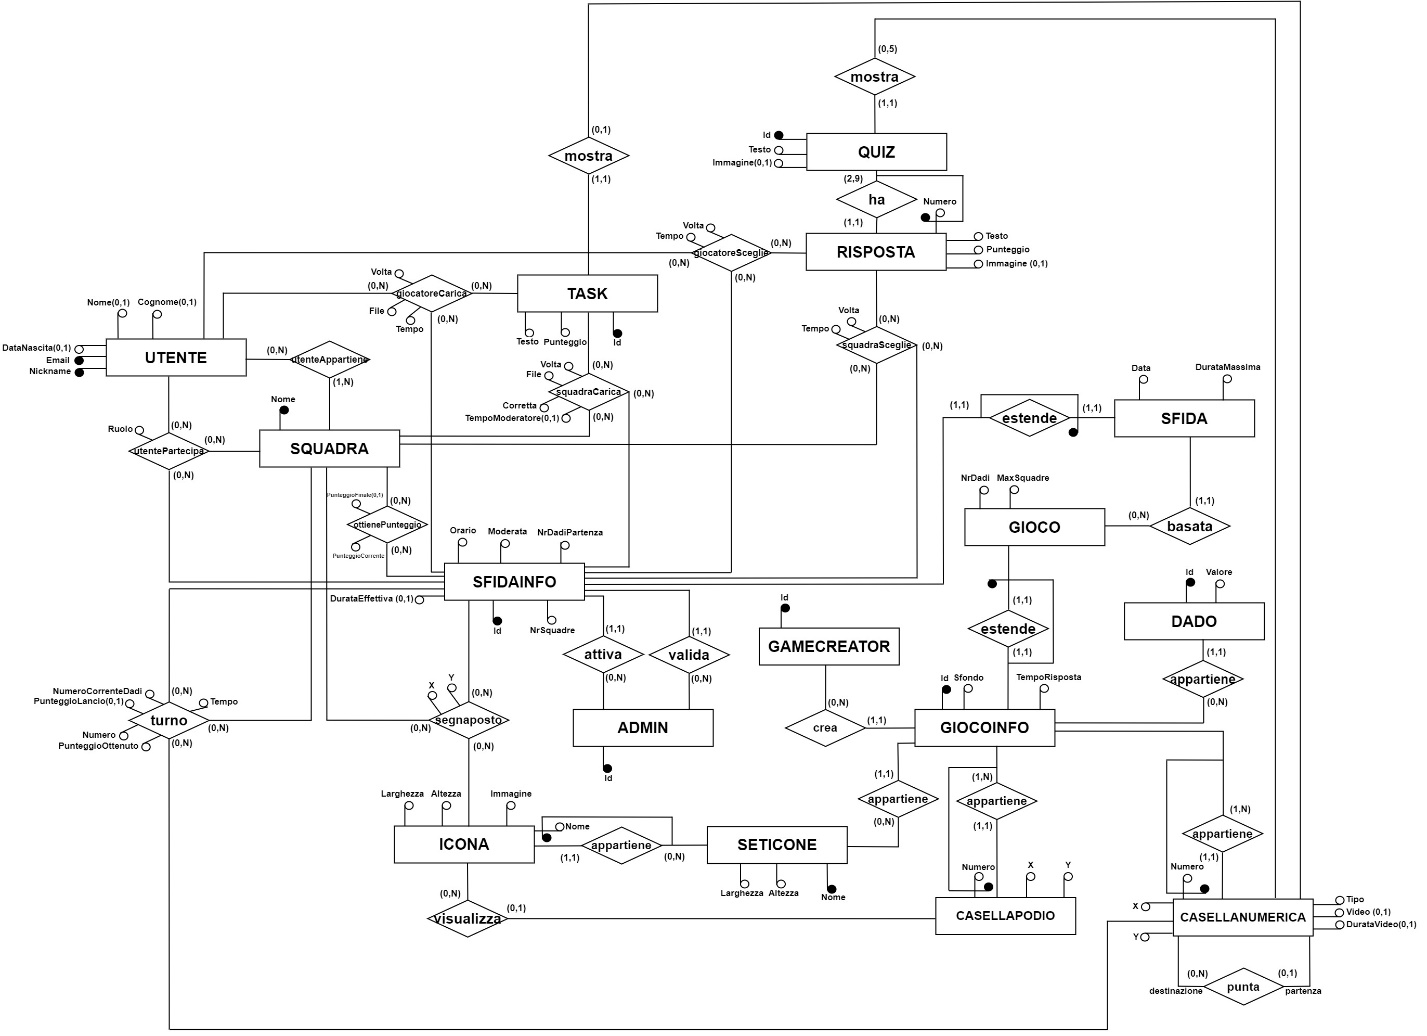 (0,5)
mostra
(1,1)
(0,1)
mostra
(1,1)
Id
Testo
Immagine(0,1)
QUIZ
(2,9)
ha
(1,1)
Numero
Volta
Tempo
giocatoreSceglie
(0,N)
(0,N)
(0,N)
RISPOSTA
Testo
Punteggio
Immagine (0,1)
Volta
(0,N)
giocatoreCarica
(0,N)
File
Tempo
(0,N)
TASK
Testo
Punteggio
Id
Nome(0,1)
Cognome(0,1)
DataNascita(0,1)
Email
Nickname
UTENTE
(0,N)
utenteAppartiene
(1,N)
Volta
(0,N)
Tempo
squadraSceglie
(0,N)
(0,N)
Volta
(0,N)
File
squadraCarica
(0,N)
Corretta
TempoModeratore(0,1)
(0,N)
Data
DurataMassima
SFIDA
(1,1)
estende
(1,1)
Nome
SQUADRA
Ruolo
(0,N)
utentePartecipa
(0,N)
(0,N)
PunteggioFinale(0,1)
(0,N)
ottienePunteggio
PunteggioCorrente
(0,N)
NrDadi
MaxSquadre
GIOCO
(0,N)
basata
(1,1)
Orario
Moderata
NrDadiPartenza
SFIDAINFO
DurataEffettiva (0,1)
Id
NrSquadre
(1,1)
attiva
(0,N)
(1,1)
valida
(0,N)
ADMIN
Id
Id
GAMECREATOR
(0,N)
crea
(1,1)
(1,1)
estende
(1,1)
Id
Valore
DADO
(1,1)
appartiene
(0,N)
Id
Sfondo
TempoRisposta
GIOCOINFO
NumeroCorrenteDadi
PunteggioLancio(0,1)
(0,N)
Tempo
turno
(0,N)
Numero
PunteggioOttenuto
(0,N)
X
Y
(0,N)
segnaposto
(0,N)
(0,N)
Larghezza
Altezza
Immagine
ICONA
Nome
(1,1)
appartiene
(0,N)
SETICONE
Larghezza
Altezza
Nome
(1,1)
appartiene
(0,N)
(1,N)
appartiene
(1,1)
(1,N)
appartiene
(1,1)
(0,N)
visualizza
(0,1)
Numero
X
Y
CASELLAPODIO
Numero
X
Y
CASELLANUMERICA
Tipo
Video (0,1)
DurataVideo(0,1)
(0,N)
destinazione
punta
(0,1)
partenza